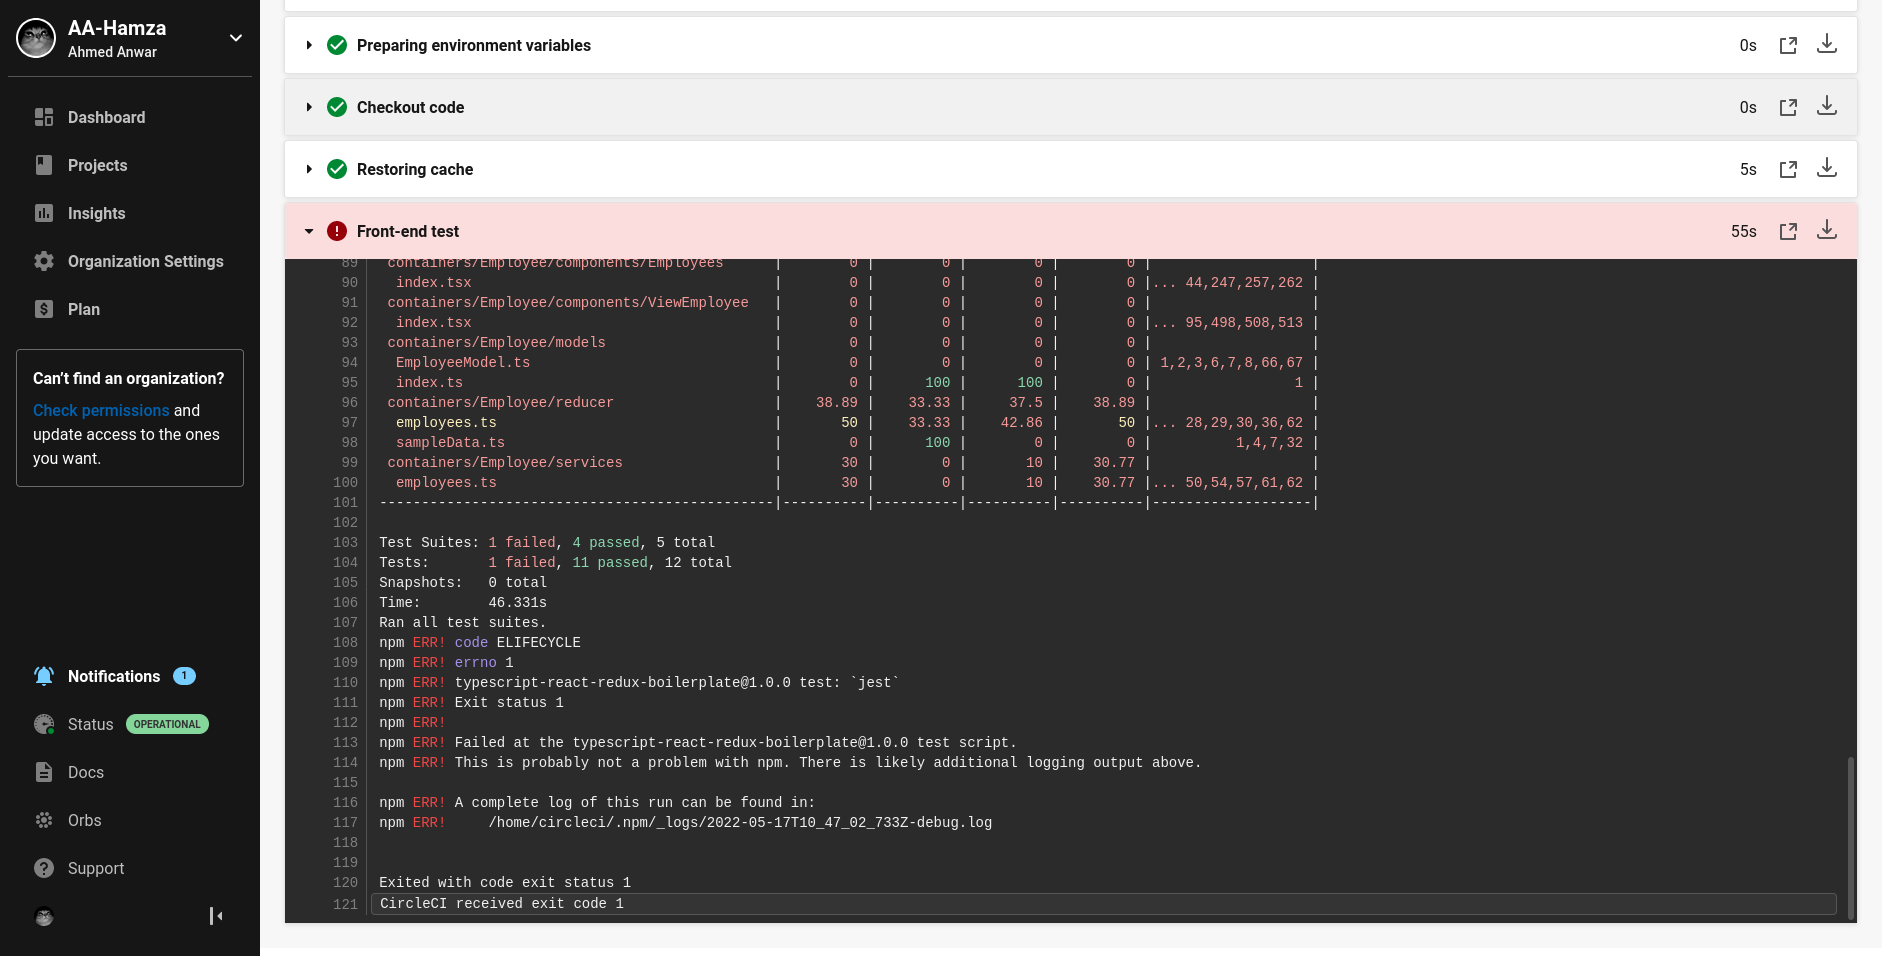 AA-Hamza
Ahmed Anwar
Dashboard
Projects
Insights
Organization Settings
Plan
Can't find an organization?
Check permissions and
update access to the ones
you want.
Notifications 1
Status OPERATIONAL
Docs
Orbs
Support
Preparing environment variables 0s
Checkout code 0s
Restoring cache 5s
Front-end test 55s
89 containers/Employee/components/Employees | 0 | 0 | 0 | 0 | |
90 index.tsx | 0 | 0 | 0 | 0 |... 44,247,257,262 |
91 containers/Employee/components/ViewEmployee | 0 | 0 | 0 | 0 | |
92 index.tsx | 0 | 0 | 0 | 0 |... 95,498,508,513 |
93 containers/Employee/models | 0 | 0 | 0 | 0 | |
94 EmployeeModel.ts | 0 | 0 | 0 | 0 | 1,2,3,6,7,8,66,67 |
95 index.ts | 0 | 100 | 100 | 0 | 1 |
96 containers/Employee/reducer | 38.89 | 33.33 | 37.5 | 38.89 | |
97 employees.ts | 50 | 33.33 | 42.86 | 50 |... 28,29,30,36,62 |
98 sampleData.ts | 0 | 100 | 0 | 0 | 1,4,7,32 |
99 containers/Employee/services | 30 | 0 | 10 | 30.77 | |
100 employees.ts | 30 | 0 | 10 | 30.77 |... 50,54,57,61,62 |
101 -----------------------------------------------|----------|----------|----------|----------|-------------------|
102
103 Test Suites: 1 failed, 4 passed, 5 total
104 Tests: 1 failed, 11 passed, 12 total
105 Snapshots: 0 total
106 Time: 46.331s
107 Ran all test suites.
108 npm ERR! code ELIFECYCLE
109 npm ERR! errno 1
110 npm ERR! typescript-react-redux-boilerplate@1.0.0 test: `jest`
111 npm ERR! Exit status 1
112 npm ERR!
113 npm ERR! Failed at the typescript-react-redux-boilerplate@1.0.0 test script.
114 npm ERR! This is probably not a problem with npm. There is likely additional logging output above.
115
116 npm ERR! A complete log of this run can be found in:
117 npm ERR! /home/circleci/.npm/_logs/2022-05-17T10_47_02_733Z-debug.log
118
119
120 Exited with code exit status 1
121 CircleCI received exit code 1